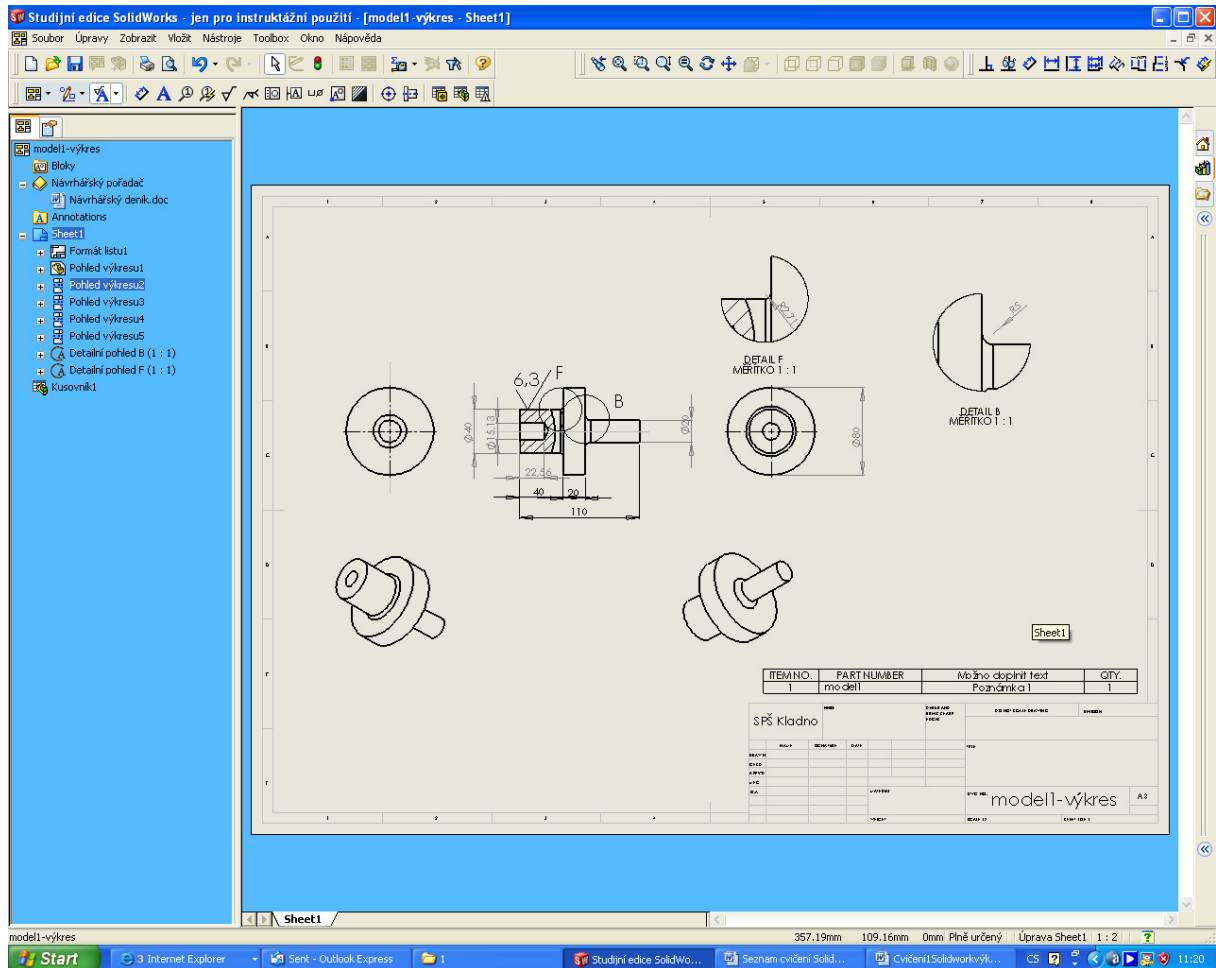 Studijní edice SolidWorks - jen pro instruktážní použití - [model1-výkres - Sheet1]
Soubor Úpravy Zobrazit Vložit Nástroje Toolbox Okno Nápověda
model1-výkres
Bloky
Návrhářský pořadač
Návrhářský deník.doc
Annotations
Sheet1
Formát listu1
Pohled výkresu1
Pohled výkresu2
Pohled výkresu3
Pohled výkresu4
Pohled výkresu5
Detailní pohled B (1 : 1)
Detailní pohled F (1 : 1)
Kusovník1
R2,71
DETAIL F
MĚŘÍTKO 1 : 1
R5
DETAIL B
MĚŘÍTKO 1 : 1
6,3
F
B
Ø40
Ø15,13
Ø20
Ø80
22,56
40
20
110
Sheet1
ITEM NO. PART NUMBER Možno doplnit text QTY.
1 model1 Poznámka 1 1
SPŠ Kladno
model1-výkres
A3
Sheet1
model1-výkres 357.19mm 109.16mm 0mm Plně určený Úprava Sheet1 1 : 2
Start 3 Internet Explorer Sent - Outlook Express 1 Studijní edice SolidWo... Seznam cvičení Solid... Cvičení1Solidworkvýk... CS 11:20